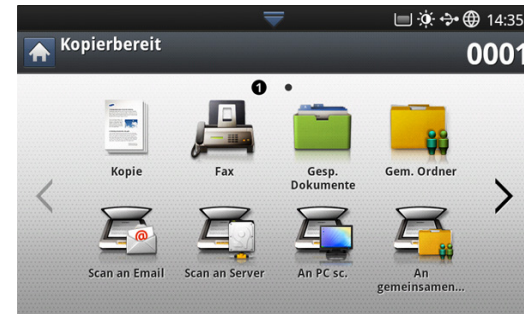 14:35
Kopierbereit
0001
1
Kopie
Fax
Gesp.
Dokumente
Gem. Ordner
@
Scan an Email
Scan an Server
An PC sc.
An
gemeinsamen...